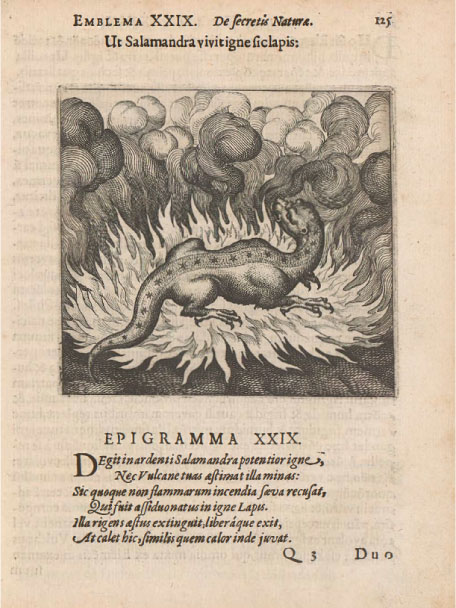 EMBLEMA XXIX. De secretis Naturæ. 125
Ut Salamandra vivit igne sic lapis:
EPIGRAMMA XXIX.
DEgit in ardenti Salamandra potentior igne,
Nec Vulcane tuas æstimat illa minas:
Sic quoque non flammarum incendia sæva recusat,
Qui fuit assiduo natus in igne Lapis.
Illa rigens æstus extinguit, liberáque exit,
At calet hic, similis quem calor inde juvat.
Q 3 Duo